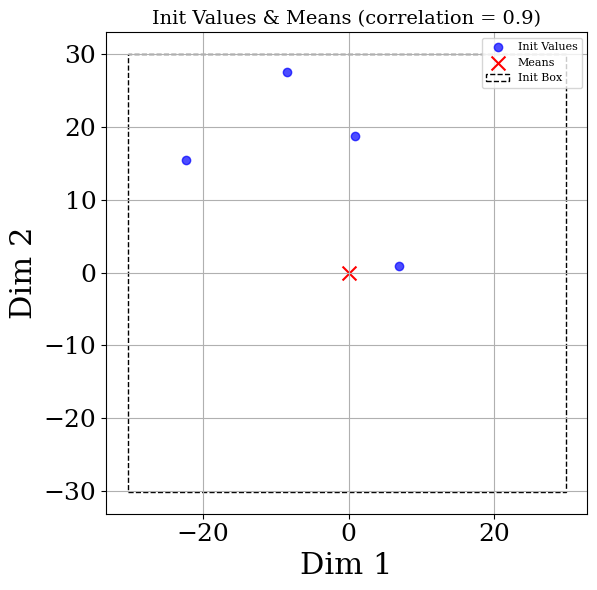 Init Values & Means (correlation = 0.9)
Init Values
Means
Init Box
30
20
10
0
−10
−20
−30
Dim 2
−20 0 20
Dim 1